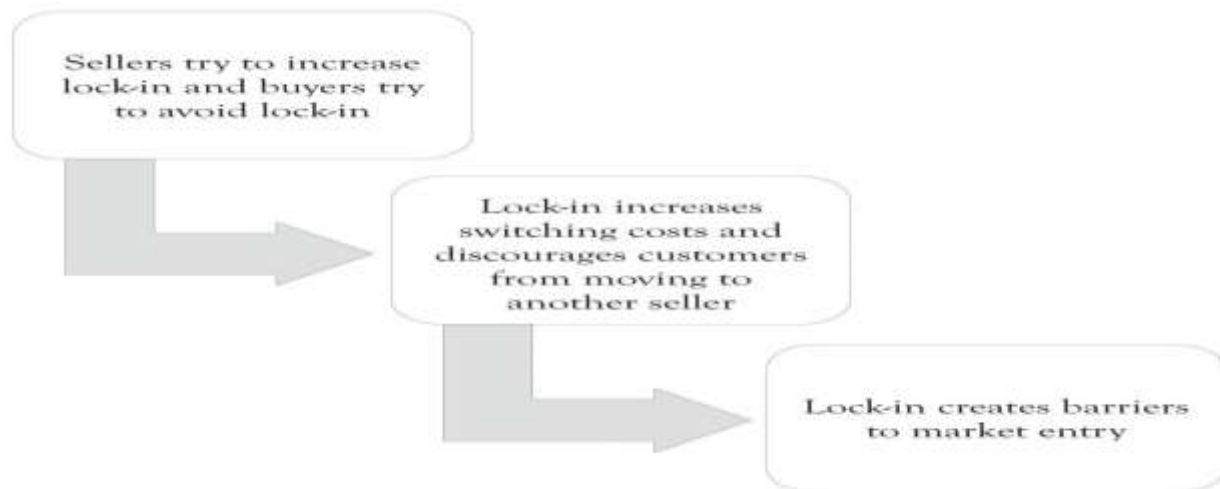 Sellers try to increase
lock-in and buyers try
to avoid lock-in
Lock-in increases
switching costs and
discourages customers
from moving to
another seller
Lock-in creates barriers
to market entry